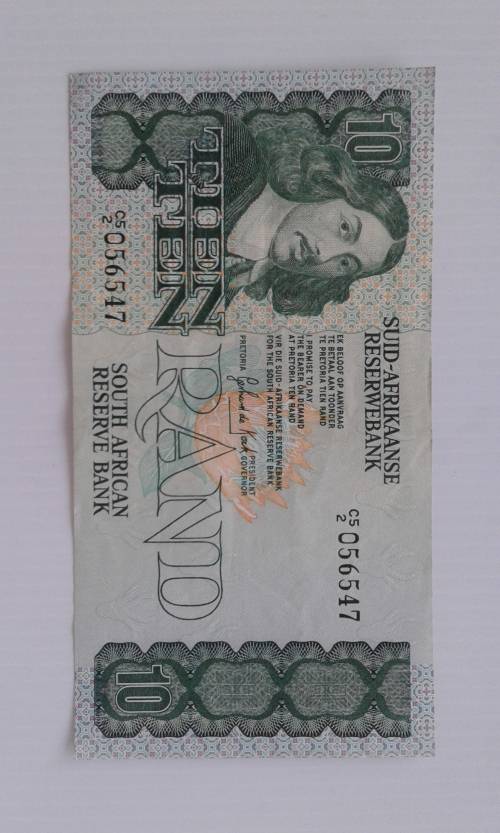 10
SUID-AFRIKAANSE
RESERWEBANK
EK BELOOF OP AANVRAAG
TE BETAAL AAN TOONDER
TE PRETORIA TIEN RAND
I PROMISE TO PAY
THE BEARER ON DEMAND
AT PRETORIA TEN RAND
VIR DIE SUID-AFRIKAANSE RESERWEBANK
FOR THE SOUTH AFRICAN RESERVE BANK
PRETORIA
PRESIDENT
GOVERNOR
C5/2 056547
TIEN
TEN
RAND
C5/2 056547
SOUTH AFRICAN
RESERVE BANK
10